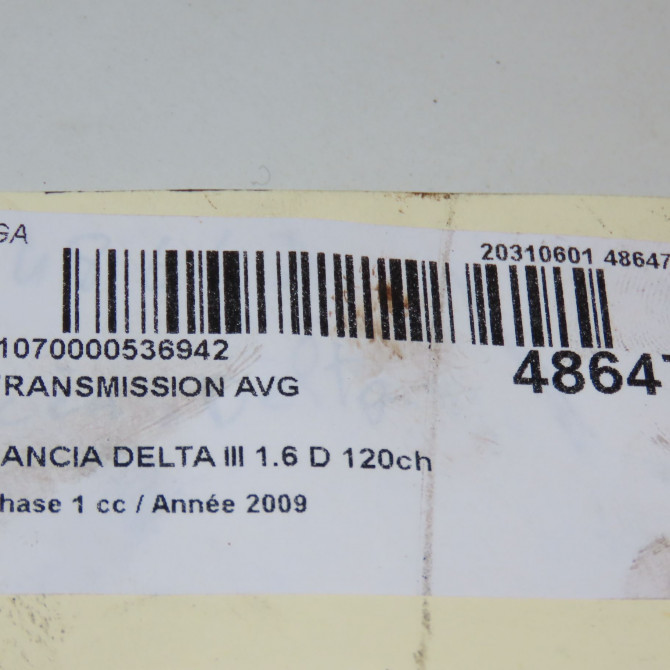 GA
20310601 48647
1070000536942
48647
TRANSMISSION AVG
ANCIA DELTA III 1.6 D 120ch
hase 1 cc / Année 2009